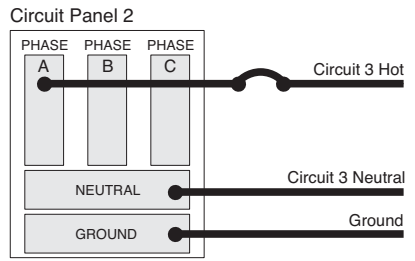 Circuit Panel 2
PHASE PHASE PHASE
A B C
Circuit 3 Hot
NEUTRAL
Circuit 3 Neutral
GROUND
Ground